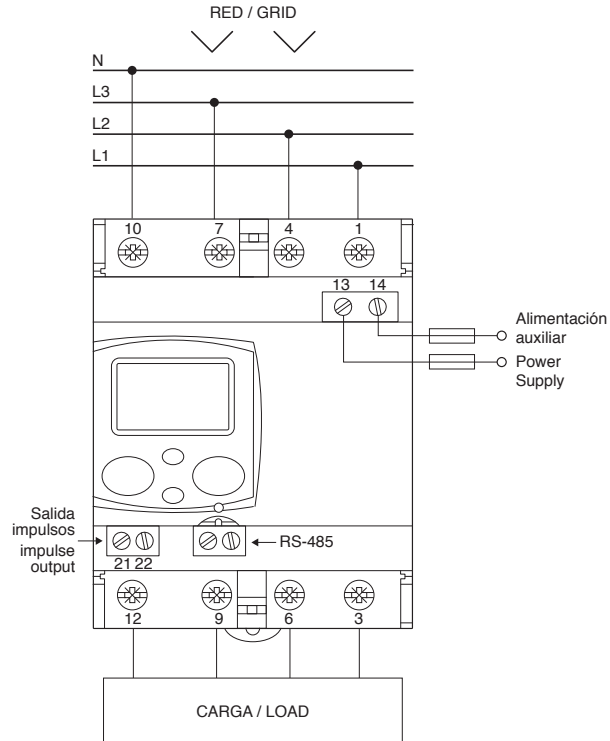 RED / GRID
N
L3
L2
L1
10 7 4 1
13 14
Alimentación
auxiliar
Power
Supply
Salida
impulsos
impulse
output
RS-485
21 22
12 9 6 3
CARGA / LOAD